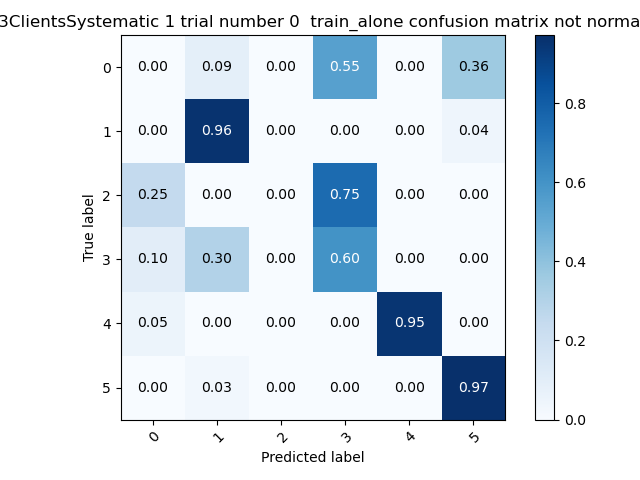 3ClientsSystematic 1 trial number 0 train_alone confusion matrix not norma
0 0.00 0.09 0.00 0.55 0.00 0.36
1 0.00 0.96 0.00 0.00 0.00 0.04
2 0.25 0.00 0.00 0.75 0.00 0.00
3 0.10 0.30 0.00 0.60 0.00 0.00
4 0.05 0.00 0.00 0.00 0.95 0.00
5 0.00 0.03 0.00 0.00 0.00 0.97
0 1 2 3 4 5
True label
Predicted label
0.8
0.6
0.4
0.2
0.0